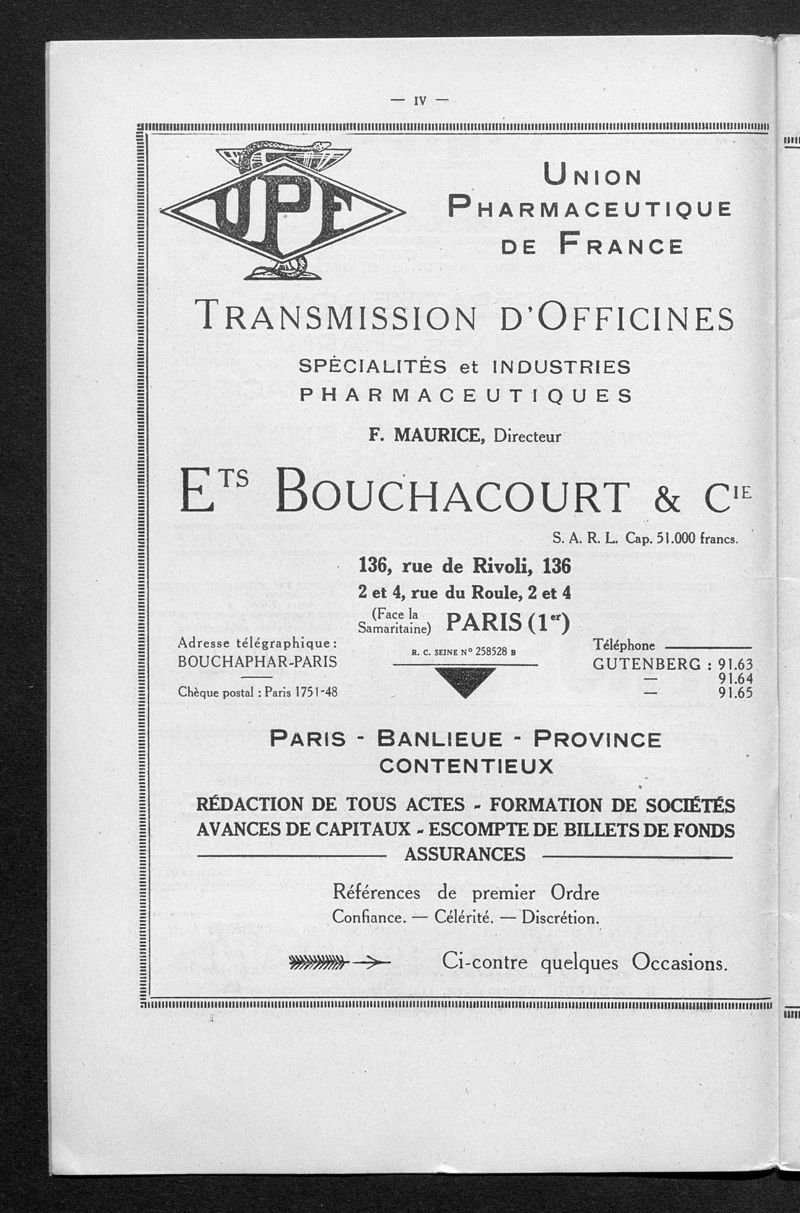 — IV —
UPF
UNION
PHARMACEUTIQUE
DE FRANCE
TRANSMISSION D'OFFICINES
SPÉCIALITÉS et INDUSTRIES
PHARMACEUTIQUES
F. MAURICE, Directeur
ETS BOUCHACOURT & CIE
S. A. R. L. Cap. 51.000 francs.
136, rue de Rivoli, 136
2 et 4, rue du Roule, 2 et 4
(Face la Samaritaine) PARIS (1er)
Adresse télégraphique :
BOUCHAPHAR-PARIS
Chèque postal : Paris 1751-48
R. C. SEINE No 258528 B
Téléphone
GUTENBERG : 91.63
— 91.64
— 91.65
PARIS - BANLIEUE - PROVINCE
CONTENTIEUX
RÉDACTION DE TOUS ACTES - FORMATION DE SOCIÉTÉS
AVANCES DE CAPITAUX - ESCOMPTE DE BILLETS DE FONDS
ASSURANCES
Références de premier Ordre
Confiance. — Célérité. — Discrétion.
Ci-contre quelques Occasions.